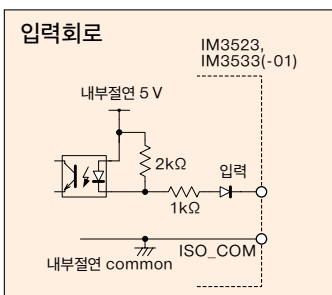 입력회로
IM3523,
IM3533(-01)
내부절연 5 V
2kΩ
입력
1kΩ
ISO_COM
내부절연 common